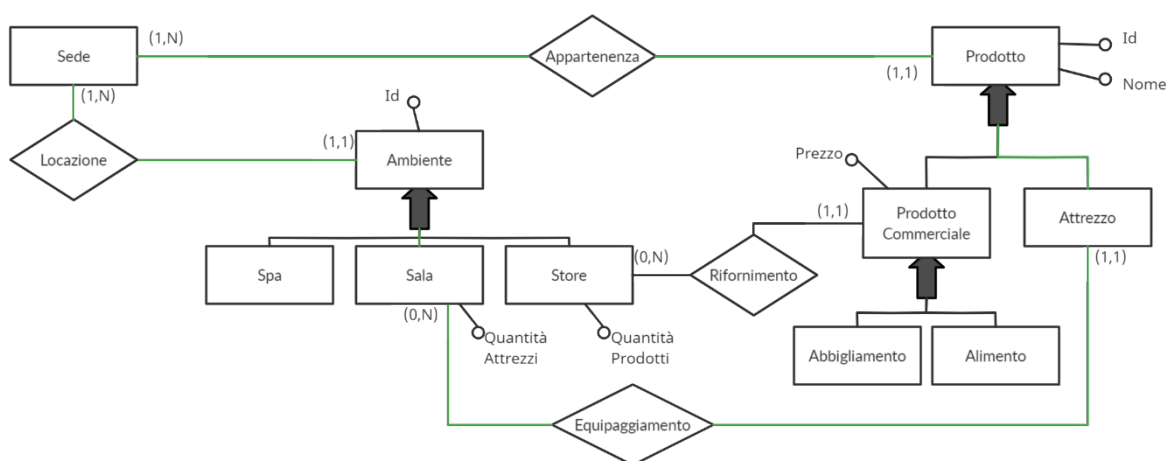 (1,N)
Sede
Appartenenza
Prodotto
Id
(1,1)
Nome
(1,N)
Id
Locazione
(1,1)
Ambiente
Prezzo
(1,1)
Prodotto
Commerciale
Attrezzo
Spa
Sala
Store
(0,N)
Rifornimento
(1,1)
(0,N)
Quantità
Attrezzi
Quantità
Prodotti
Abbigliamento
Alimento
Equipaggiamento